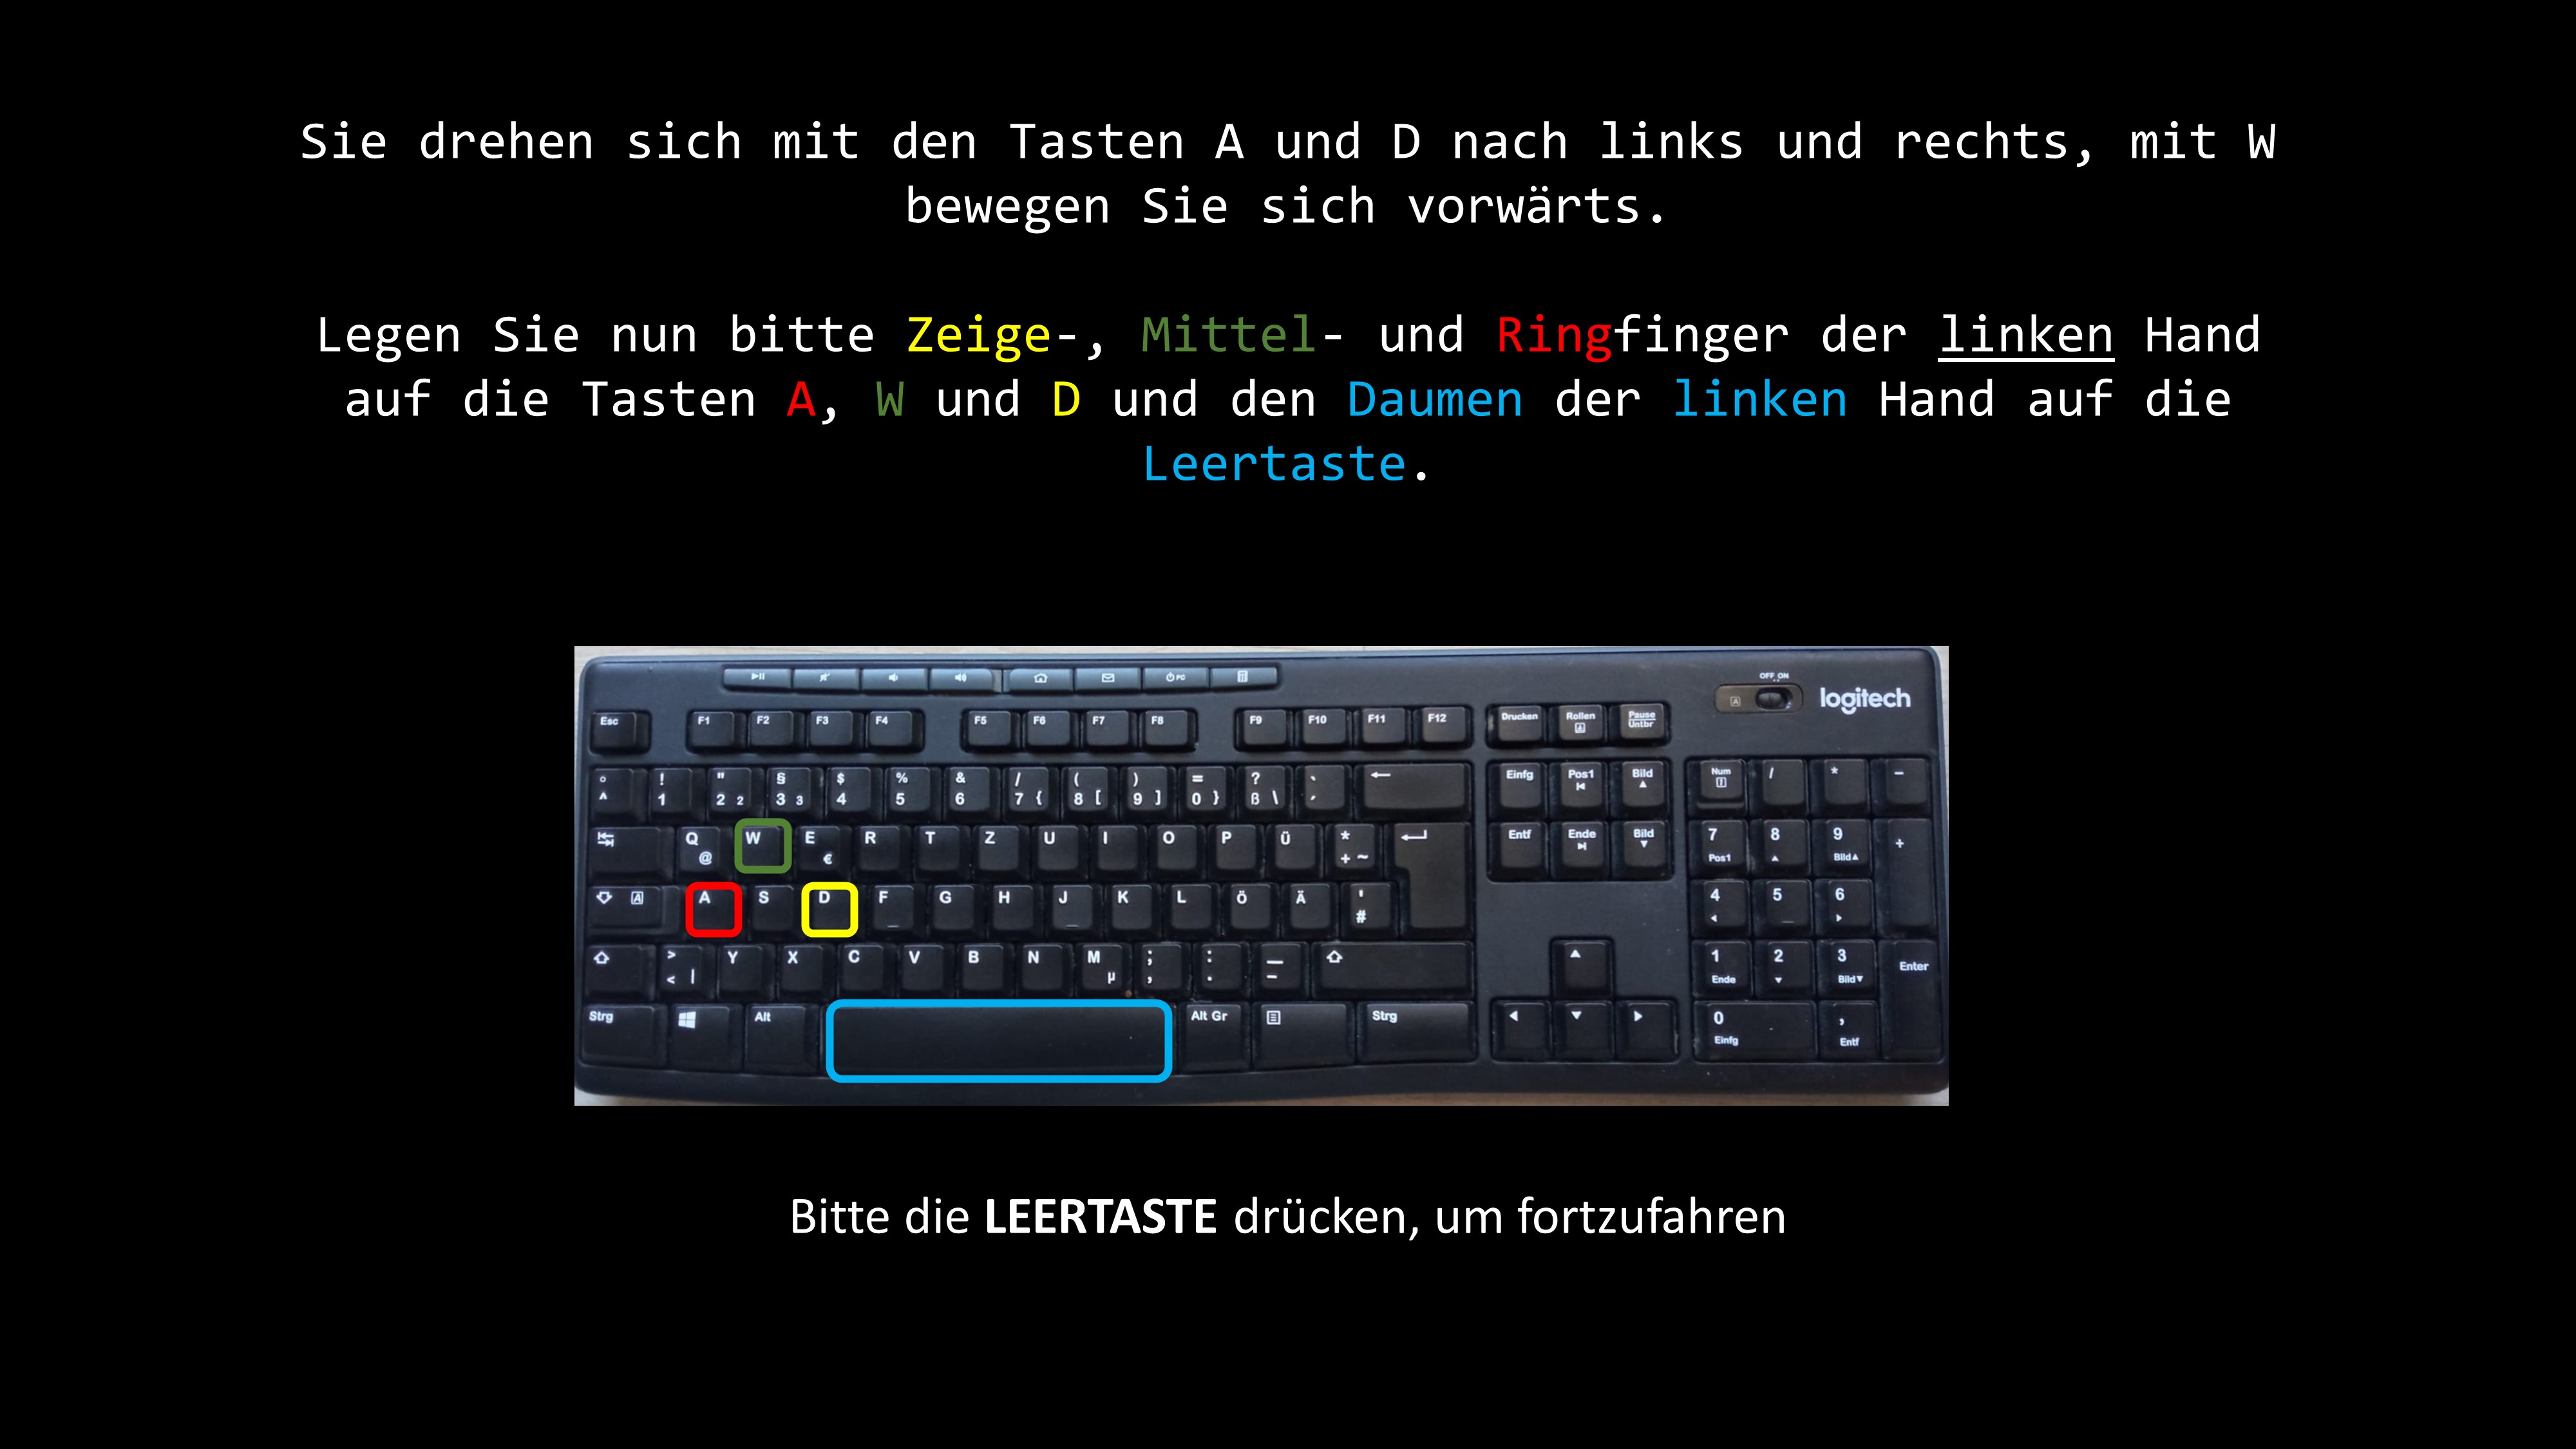 Sie drehen sich mit den Tasten A und D nach links und rechts, mit W
bewegen Sie sich vorwärts.
Legen Sie nun bitte Zeige-, Mittel- und Ringfinger der linken Hand
auf die Tasten A, W und D und den Daumen der linken Hand auf die
Leertaste.
OFF ON
PC
A
logitech
Esc F1 F2 F3 F4 F5 F6 F7 F8 F9 F10 F11 F12 Drucken Rollen Pause
Untbr
° ! " § $ % & / ( ) = ? ` Einfg Pos1 Bild Num / * -
^ 1 2 2 3 3 4 5 6 7 { 8 [ 9 ] 0 } ß \ ´
Q W E R T Z U I O P Ü * Entf Ende Bild 7 8 9 +
@ € + ~ Pos1 Bild
A A S D F G H J K L Ö Ä ' 4 5 6
#
> Y X C V B N M ; : _ 1 2 3 Enter
< | µ , . - Ende Bild
Strg Alt Alt Gr Strg 0 ,
Einfg Entf
Bitte die LEERTASTE drücken, um fortzufahren